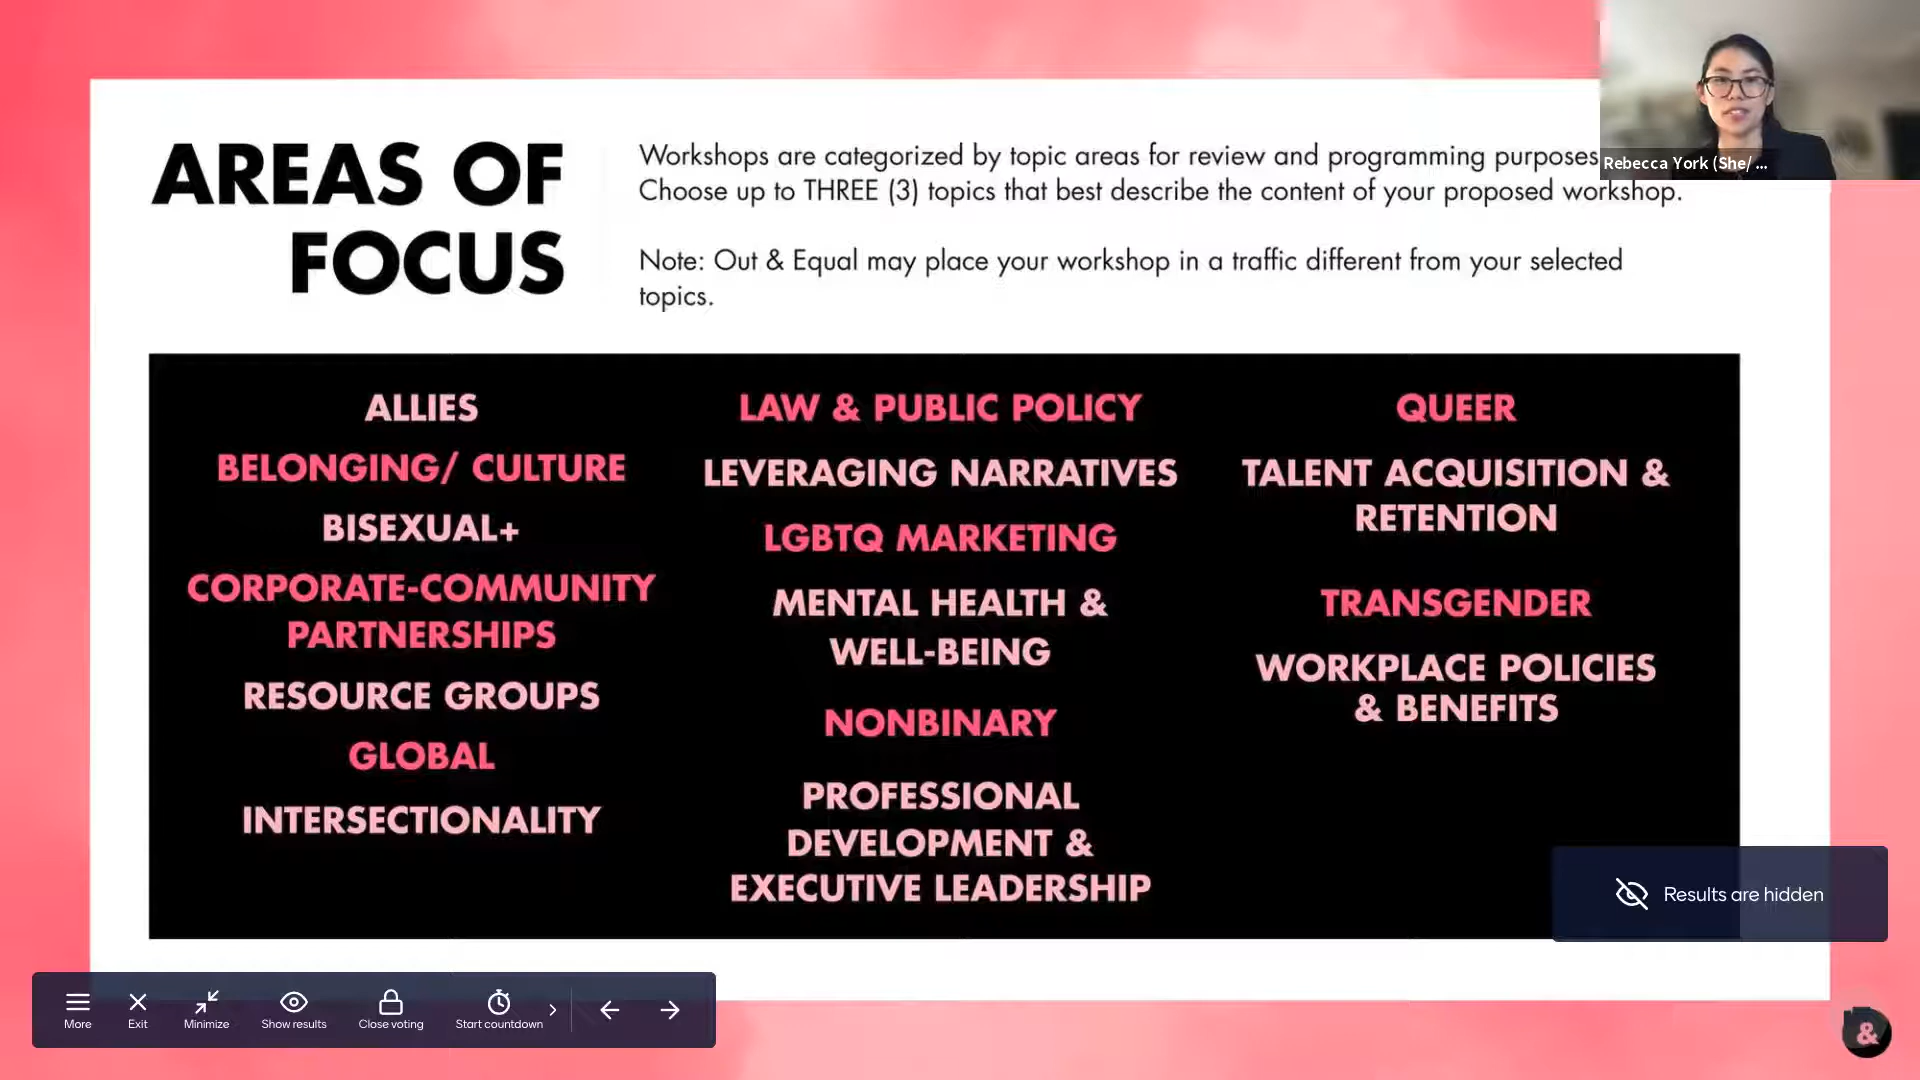 AREAS OF
FOCUS
Workshops are categorized by topic areas for review and programming purposes
Choose up to THREE (3) topics that best describe the content of your proposed workshop.
Note: Out & Equal may place your workshop in a traffic different from your selected
topics.
Rebecca York (She/ ...
ALLIES
BELONGING/ CULTURE
BISEXUAL+
CORPORATE-COMMUNITY
PARTNERSHIPS
RESOURCE GROUPS
GLOBAL
INTERSECTIONALITY
LAW & PUBLIC POLICY
LEVERAGING NARRATIVES
LGBTQ MARKETING
MENTAL HEALTH &
WELL-BEING
NONBINARY
PROFESSIONAL
DEVELOPMENT &
EXECUTIVE LEADERSHIP
QUEER
TALENT ACQUISITION &
RETENTION
TRANSGENDER
WORKPLACE POLICIES
& BENEFITS
Results are hidden
More
Exit
Minimize
Show results
Close voting
Start countdown
&